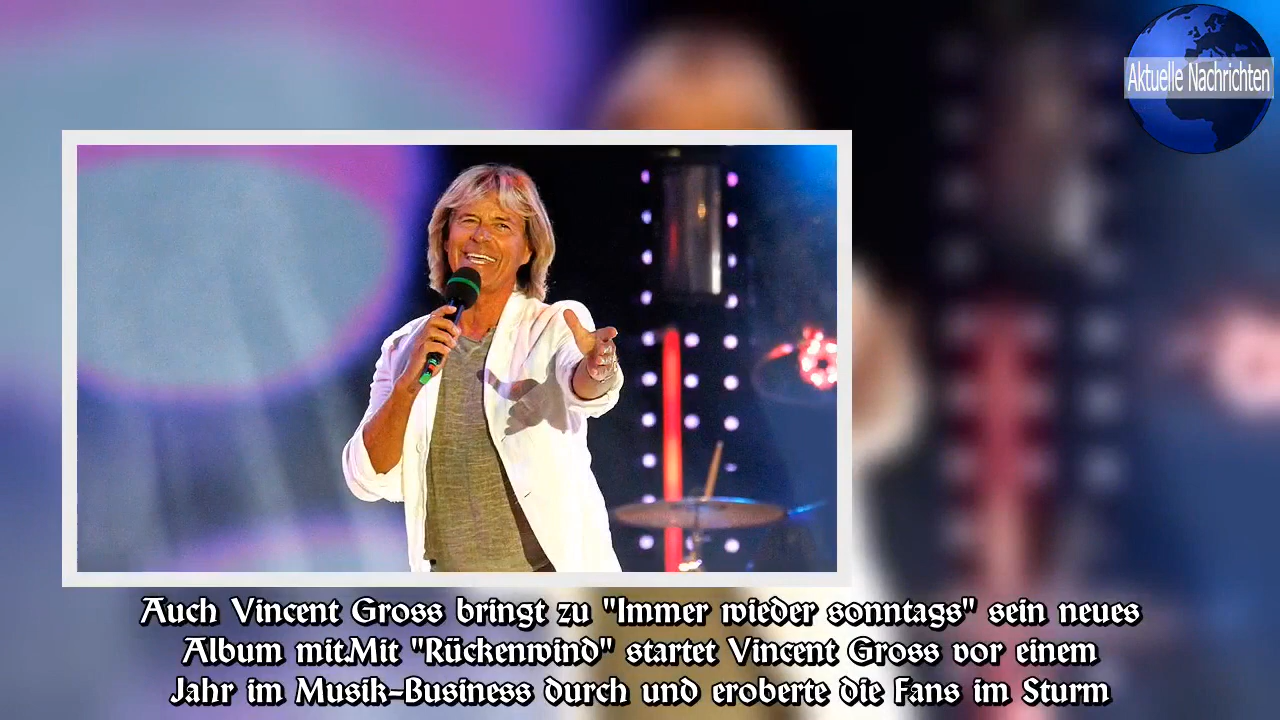 Aktuelle Nachrichten
Auch Vincent Gross bringt zu "Immer wieder sonntags" sein neues
Album mit.Mit "Rückenwind" startet Vincent Gross vor einem
Jahr im Musik-Business durch und eroberte die Fans im Sturm